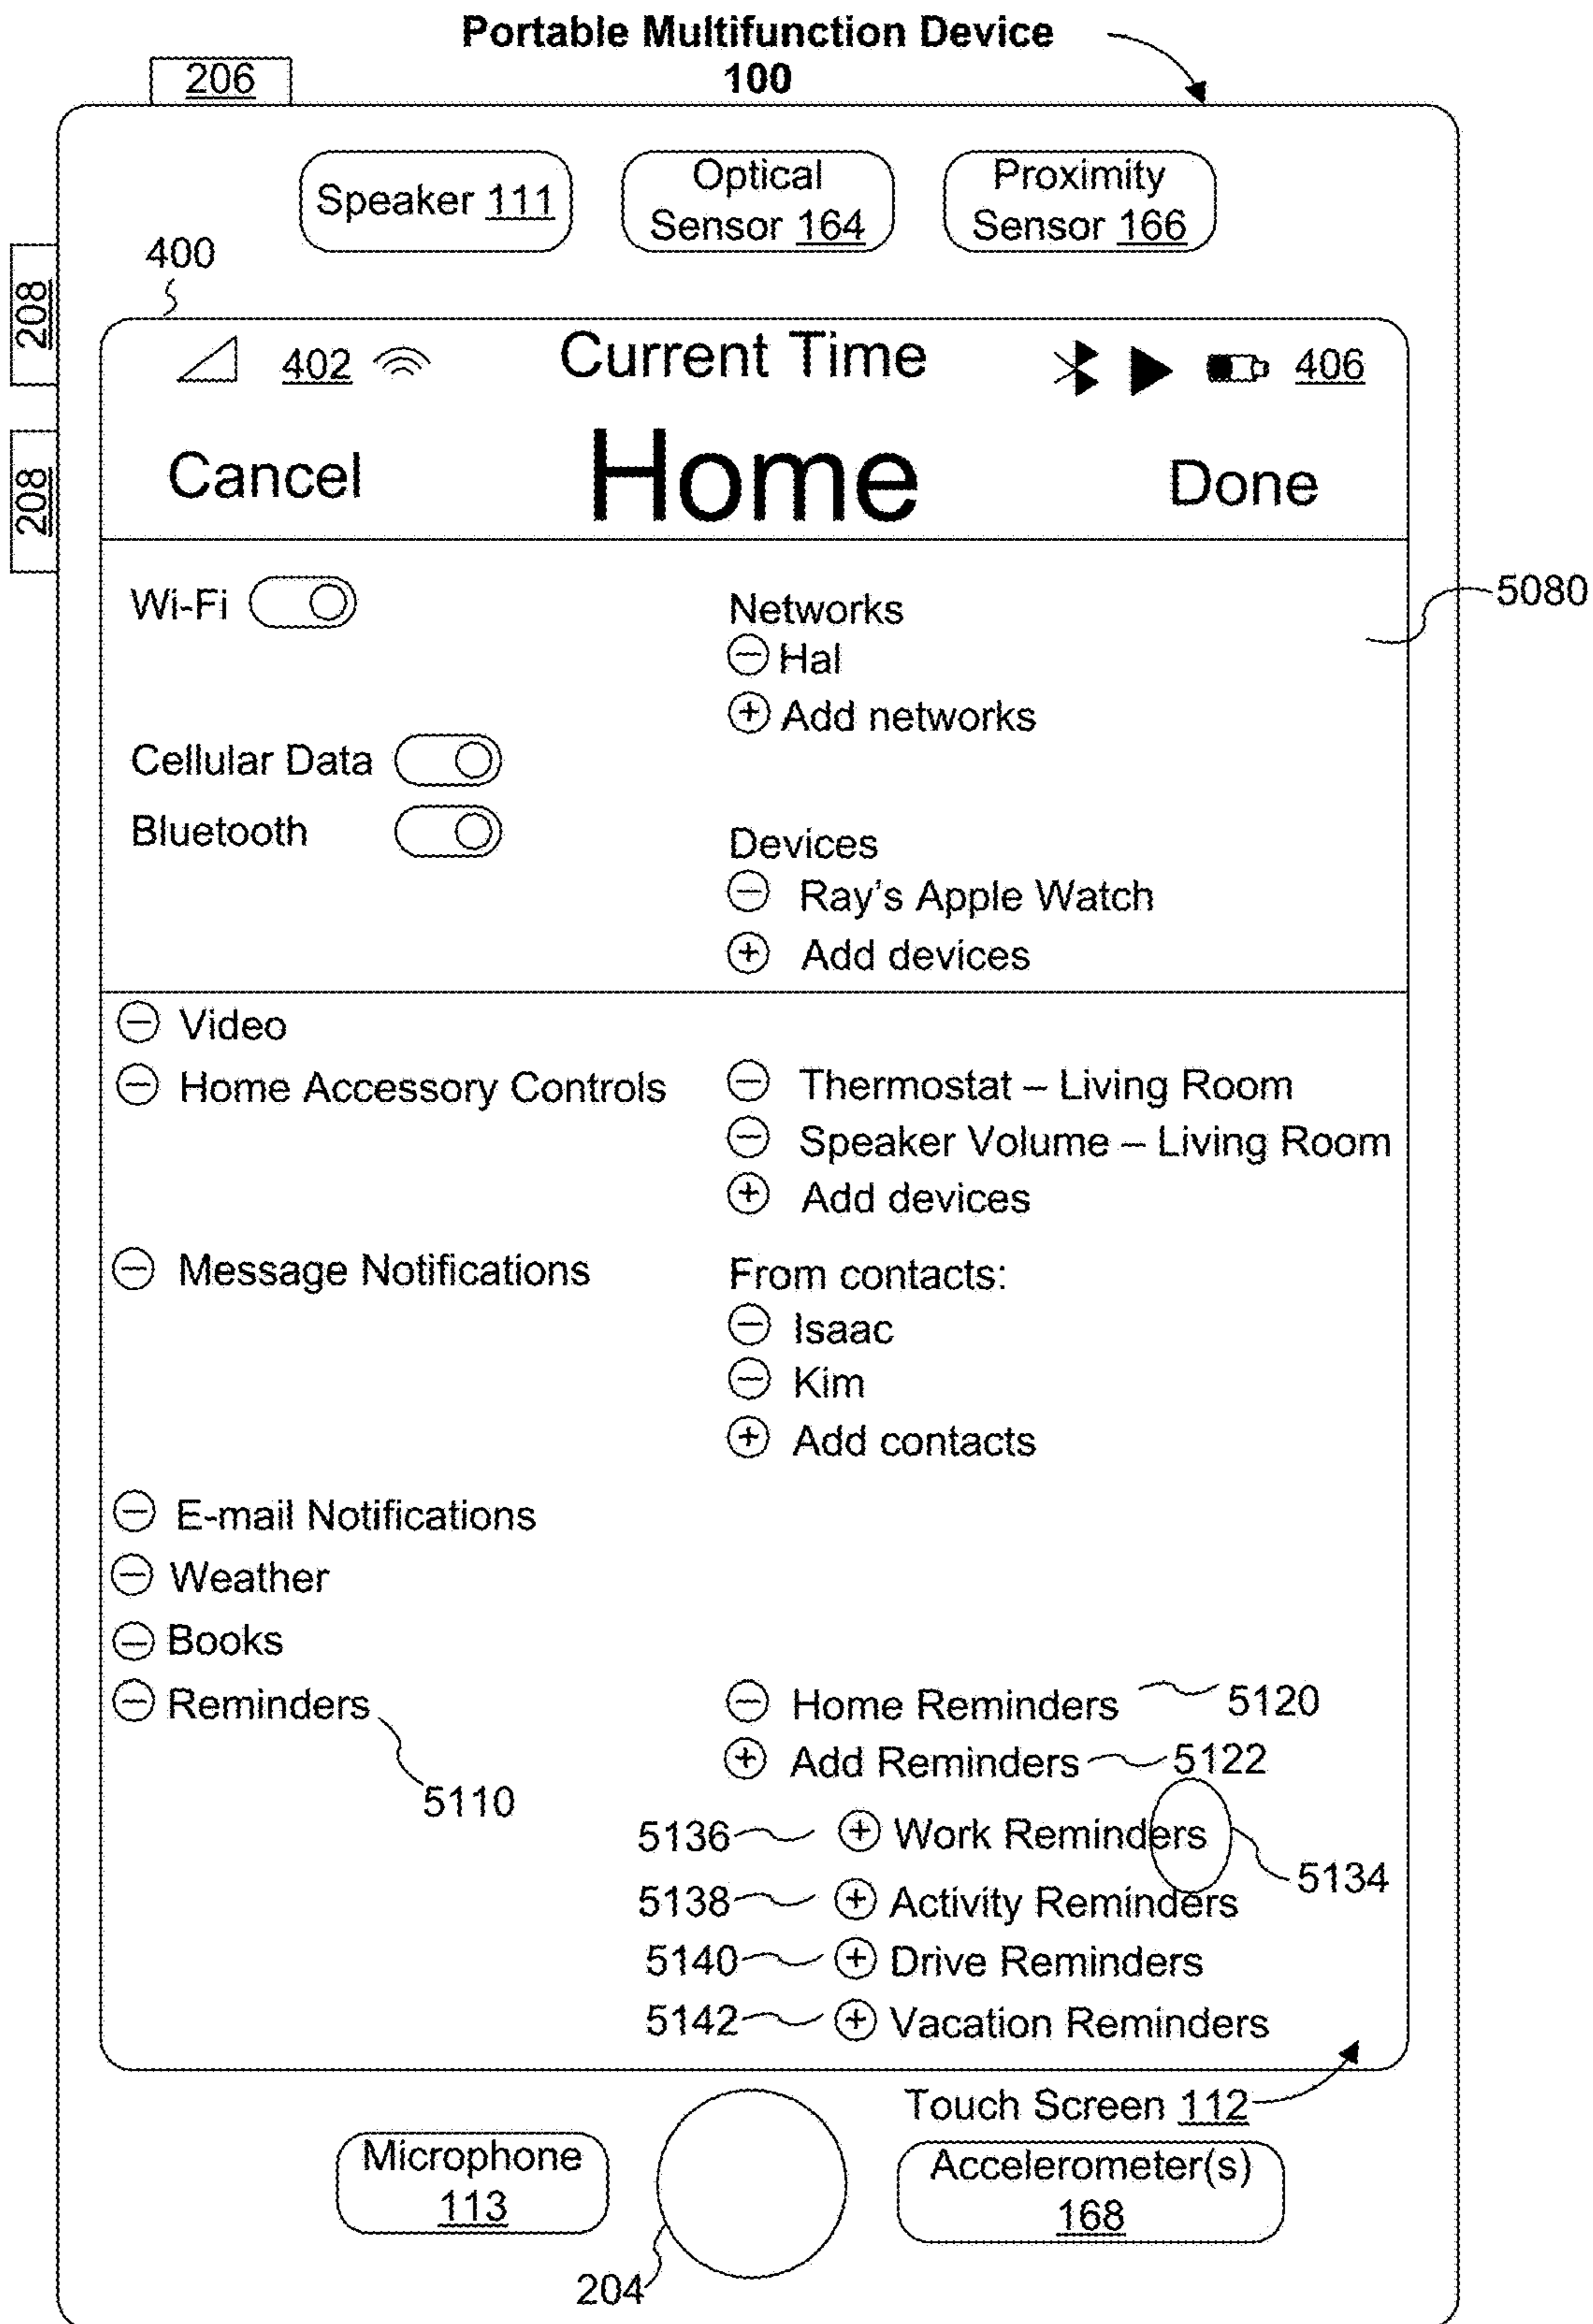 Portable Multifunction Device
100
206
Speaker 111
Optical
Sensor 164
Proximity
Sensor 166
400
208
208
402
Current Time
406
Cancel
Home
Done
5080
Wi-Fi
Networks
Hal
Add networks
Cellular Data
Bluetooth
Devices
Ray's Apple Watch
Add devices
Video
Home Accessory Controls
Thermostat – Living Room
Speaker Volume – Living Room
Add devices
Message Notifications
From contacts:
Isaac
Kim
Add contacts
E-mail Notifications
Weather
Books
Reminders
5110
Home Reminders
5120
Add Reminders
5122
5136
Work Reminders
5134
5138
Activity Reminders
5140
Drive Reminders
5142
Vacation Reminders
Touch Screen 112
Microphone
113
Accelerometer(s)
168
204